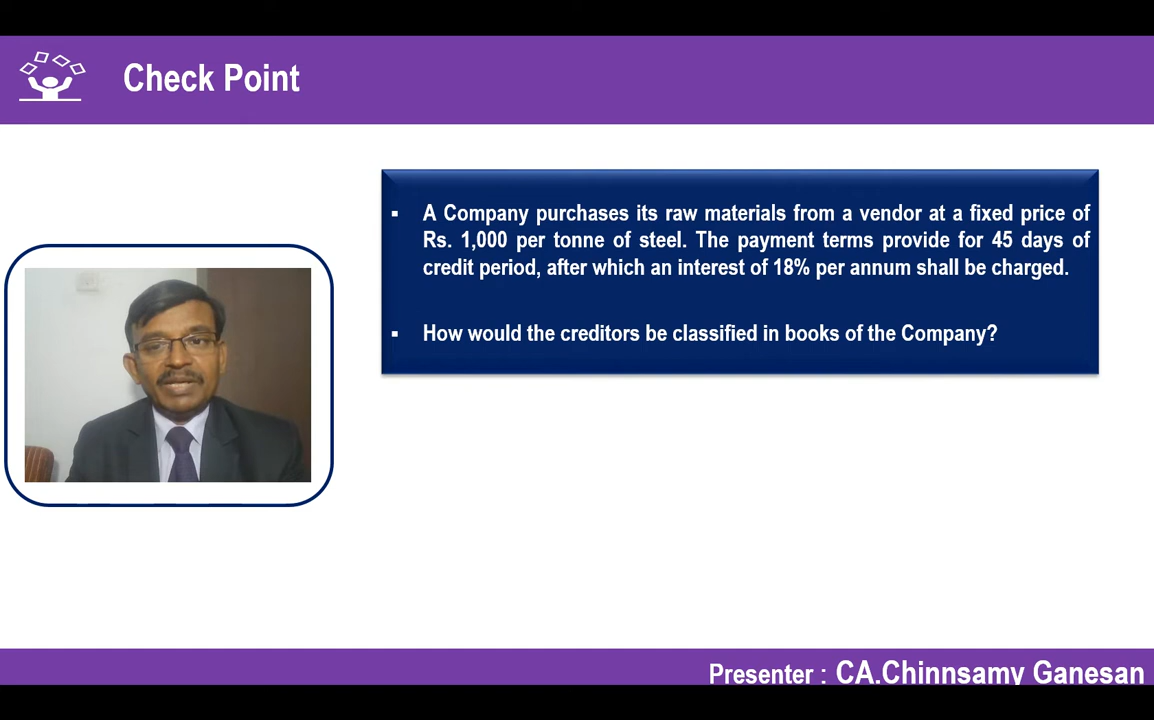 Check Point
▪ A Company purchases its raw materials from a vendor at a fixed price of
Rs. 1,000 per tonne of steel. The payment terms provide for 45 days of
credit period, after which an interest of 18% per annum shall be charged.
▪ How would the creditors be classified in books of the Company?
Presenter : CA.Chinnsamy Ganesan